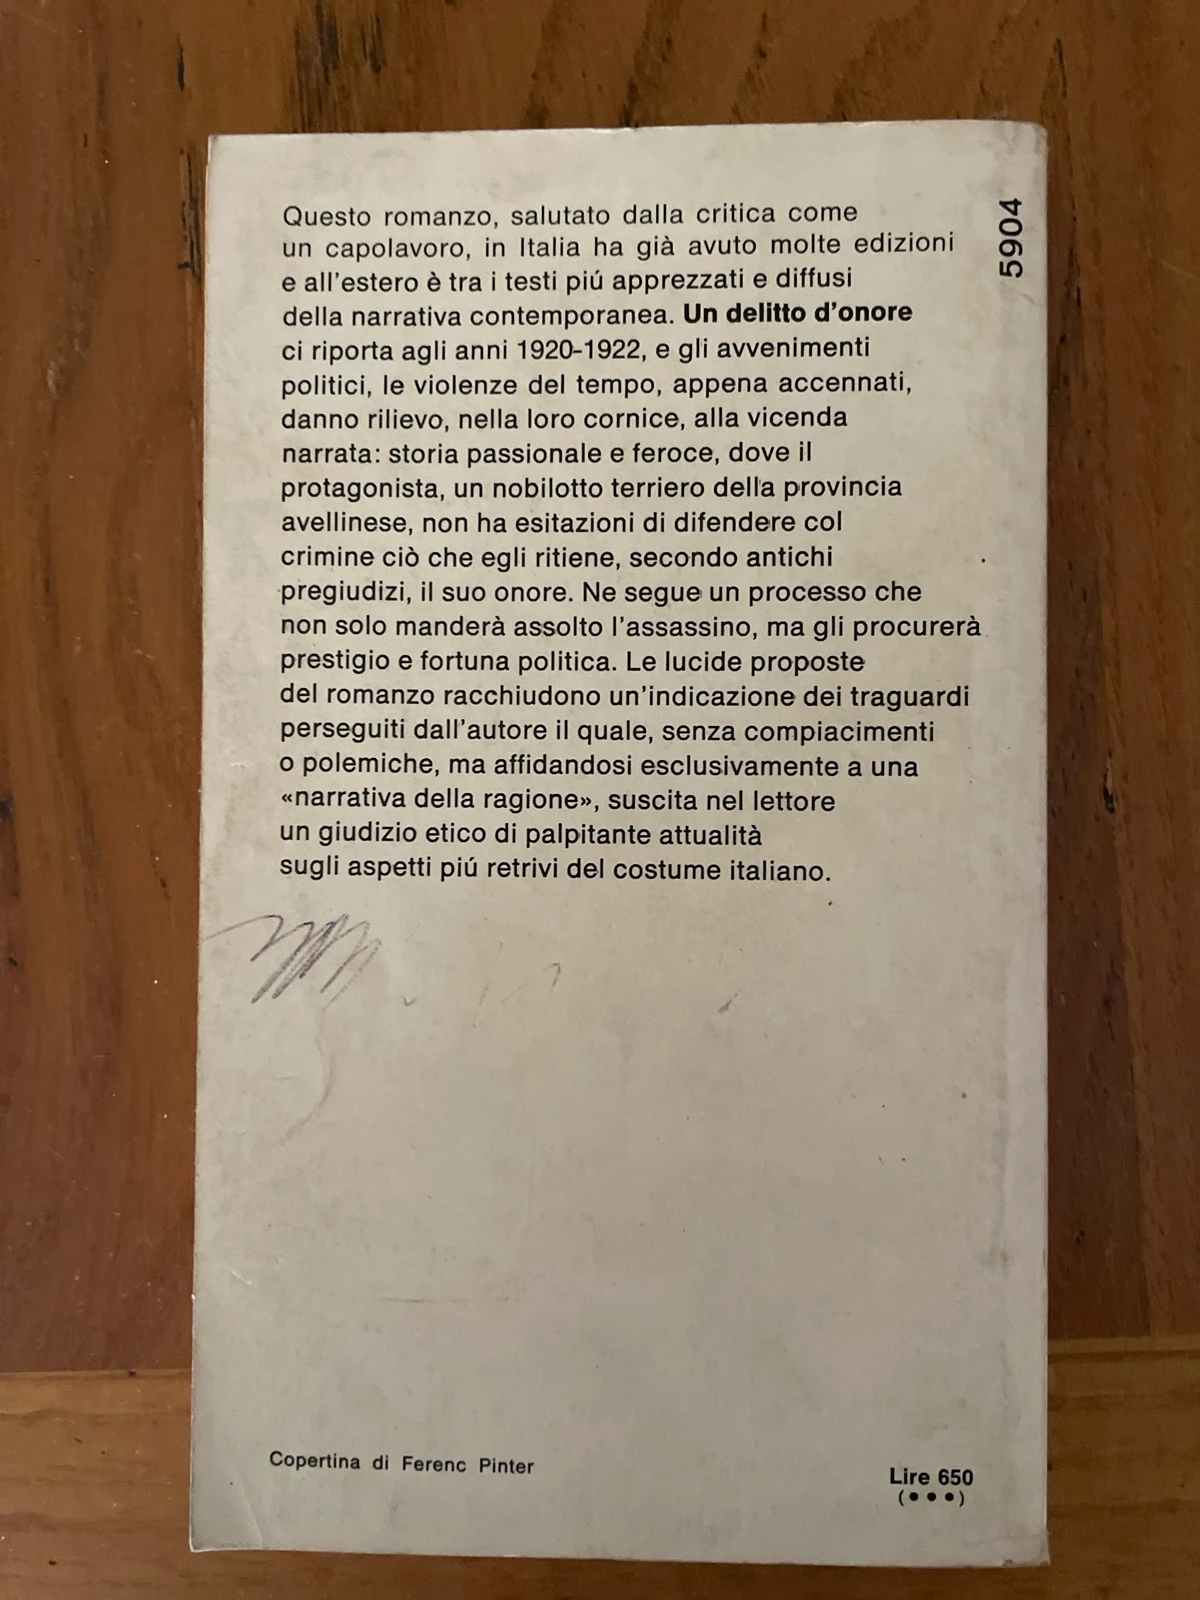 Questo romanzo, salutato dalla critica come
un capolavoro, in Italia ha già avuto molte edizioni
e all'estero è tra i testi piú apprezzati e diffusi
della narrativa contemporanea. Un delitto d'onore
ci riporta agli anni 1920-1922, e gli avvenimenti
politici, le violenze del tempo, appena accennati,
danno rilievo, nella loro cornice, alla vicenda
narrata: storia passionale e feroce, dove il
protagonista, un nobilotto terriero della provincia
avellinese, non ha esitazioni di difendere col
crimine ciò che egli ritiene, secondo antichi
pregiudizi, il suo onore. Ne segue un processo che
non solo manderà assolto l'assassino, ma gli procurerà
prestigio e fortuna politica. Le lucide proposte
del romanzo racchiudono un'indicazione dei traguardi
perseguiti dall'autore il quale, senza compiacimenti
o polemiche, ma affidandosi esclusivamente a una
«narrativa della ragione», suscita nel lettore
un giudizio etico di palpitante attualità
sugli aspetti piú retrivi del costume italiano.
5904
Copertina di Ferenc Pinter
Lire 650
(•••)